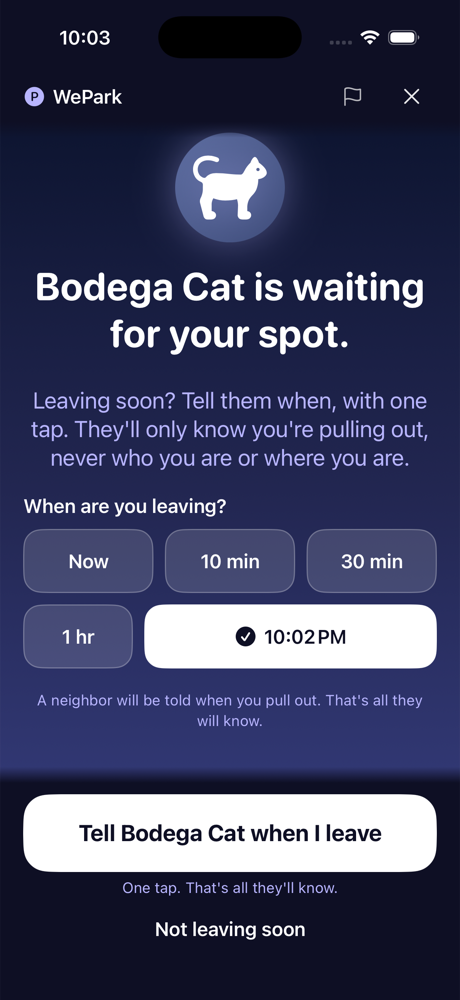 10:03
P WePark
Bodega Cat is waiting
for your spot.
Leaving soon? Tell them when, with one
tap. They'll only know you're pulling out,
never who you are or where you are.
When are you leaving?
Now
10 min
30 min
1 hr
10:02 PM
A neighbor will be told when you pull out. That's all they
will know.
Tell Bodega Cat when I leave
One tap. That's all they'll know.
Not leaving soon